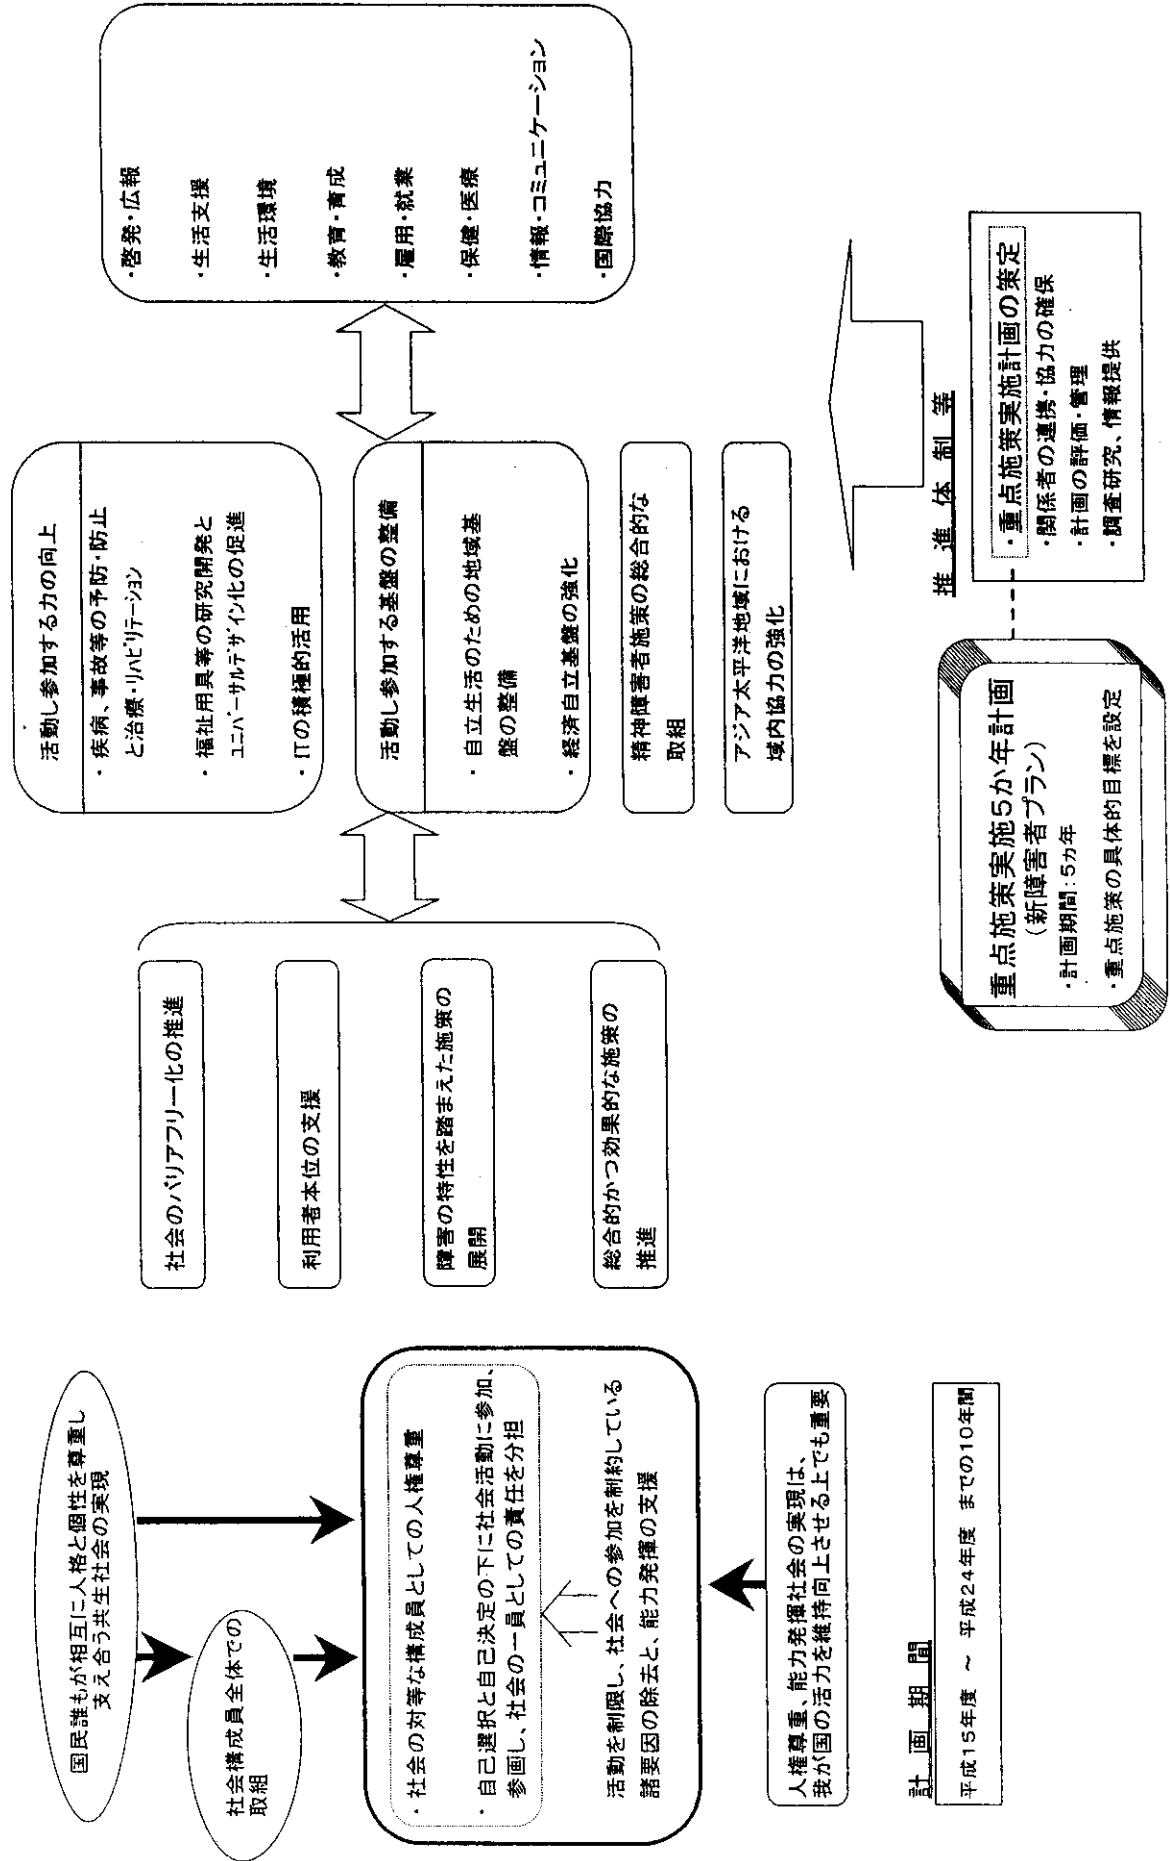 国民誰もが相互に人格と個性を尊重し
支え合う共生社会の実現
社会構成員全体での
取組
・社会の対等な構成員としての人権尊重
・自己選択と自己決定の下に社会活動に参加、
参画し、社会の一員としての責任を分担
活動を制限し、社会への参加を制約している
諸要因の除去と、能力発揮の支援
人権尊重、能力発揮社会の実現は、
我が国の活力を維持向上させる上でも重要
計画期間
平成15年度 ～ 平成24年度 までの10年間
社会のバリアフリー化の推進
利用者本位の支援
障害の特性を踏まえた施策の
展開
総合的かつ効果的な施策の
推進
活動し参加する力の向上
・疾病、事故等の予防・防止
と治療・リハビリテーション
・福祉用具等の研究開発と
ユニバーサルデザイン化の促進
・ITの積極的活用
活動し参加する基盤の整備
・自立生活のための地域基
盤の整備
・経済自立基盤の強化
精神障害者施策の総合的な
取組
アジア太平洋地域における
域内協力の強化
・啓発・広報
・生活支援
・生活環境
・教育・育成
・雇用・就業
・保健・医療
・情報・コミュニケーション
・国際協力
重点施策実施5か年計画
（新障害者プラン）
・計画期間：5ヵ年
・重点施策の具体的目標を設定
推進体制等
・重点施策実施計画の策定
・関係者の連携・協力の確保
・計画の評価・管理
・調査研究、情報提供